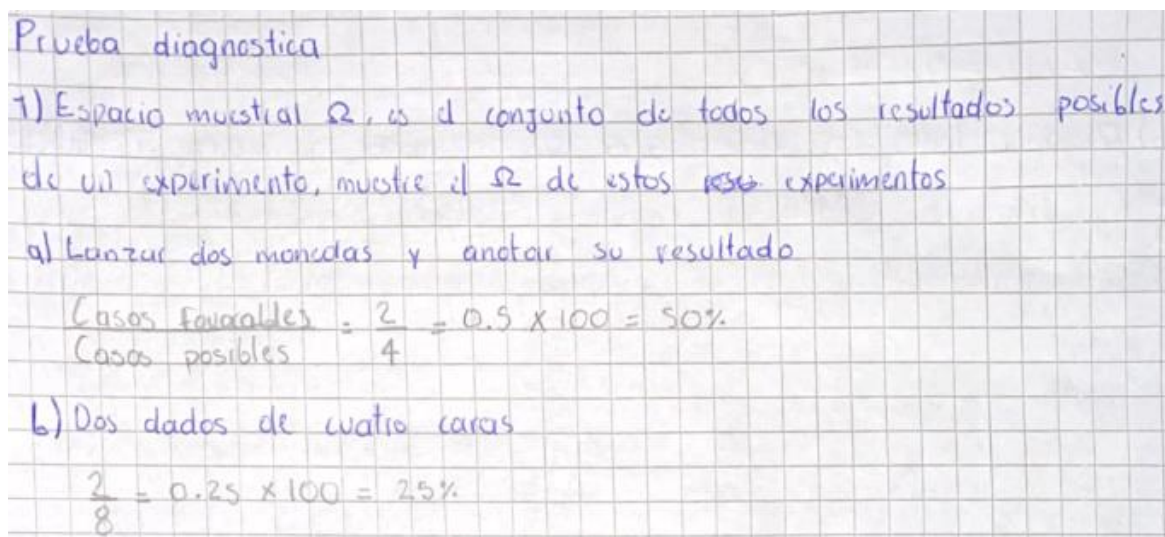 Prueba diagnostica
1) Espacio muestral Ω, es el conjunto de todos los resultados posibles
de un experimento, muestre el Ω de estos experimentos
a) Lanzar dos monedas y anotar su resultado
Casos favorables / Casos posibles = 2/4 = 0.5 x 100 = 50%
b) Dos dados de cuatro caras
2/8 = 0.25 x 100 = 25%